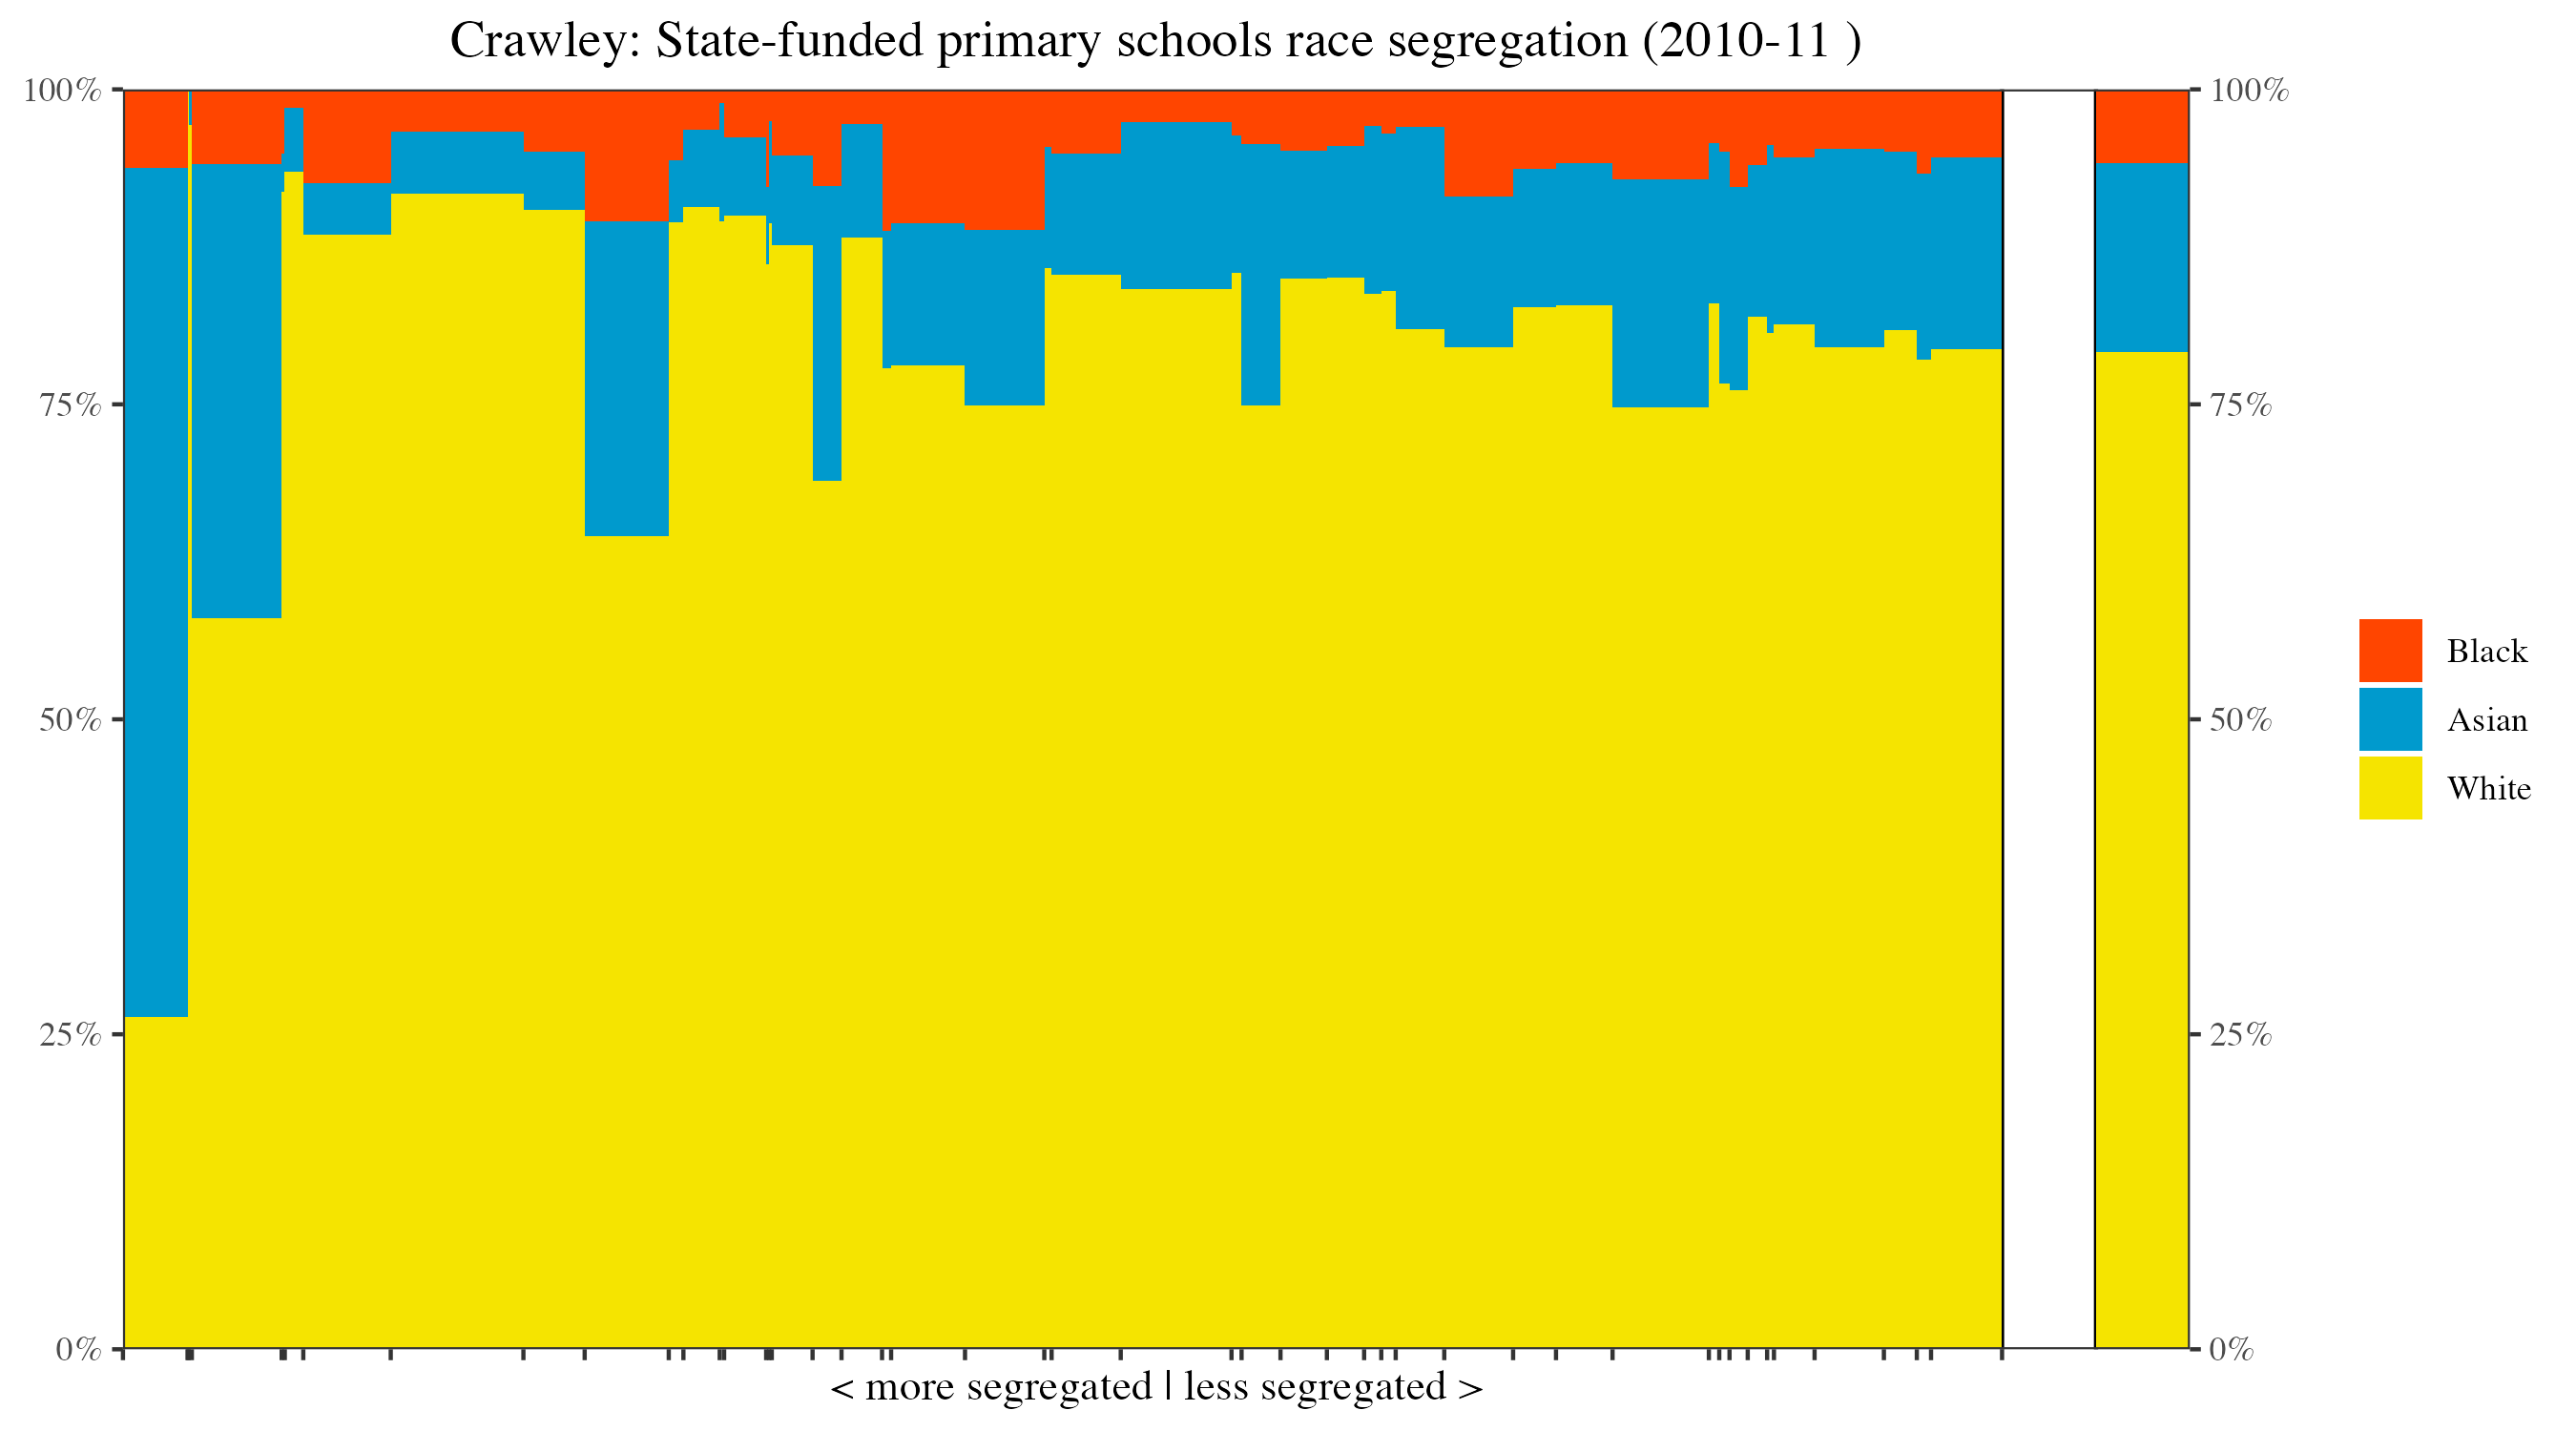 Crawley: State-funded primary schools race segregation (2010-11 )
100%
75%
50%
25%
0%
100%
75%
50%
25%
0%
Black
Asian
White
< more segregated | less segregated >